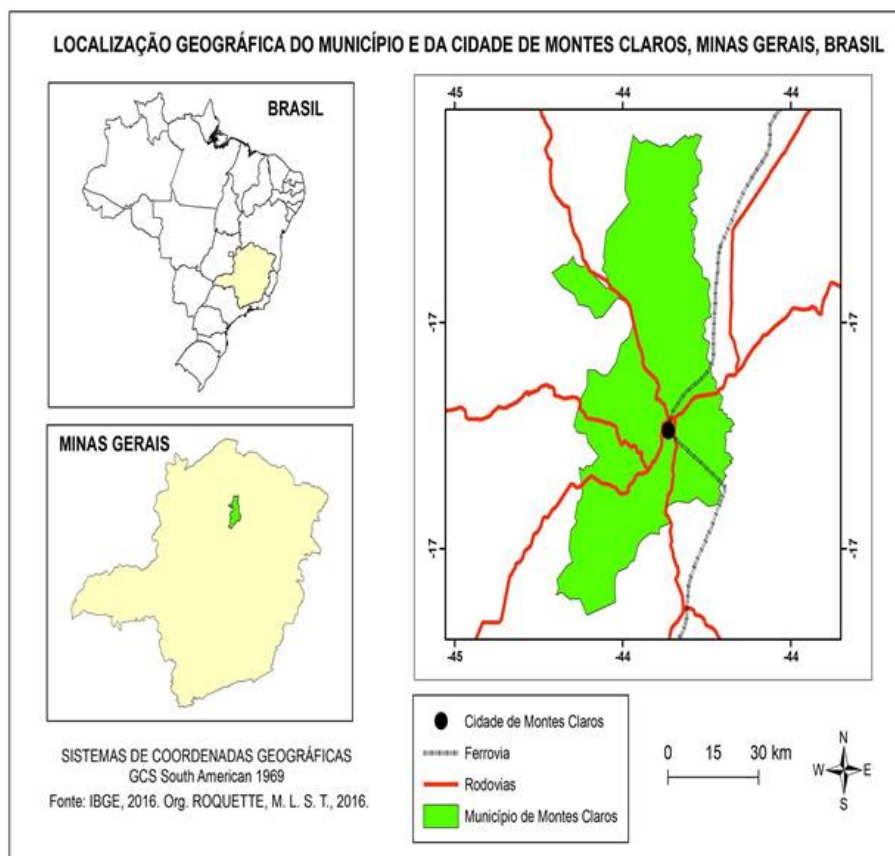 LOCALIZAÇÃO GEOGRÁFICA DO MUNICÍPIO E DA CIDADE DE MONTES CLAROS, MINAS GERAIS, BRASIL
BRASIL
MINAS GERAIS
SISTEMAS DE COORDENADAS GEOGRÁFICAS
GCS South American 1969
Fonte: IBGE, 2016. Org. ROQUETTE, M. L. S. T., 2016.
-45
-44
-44
-17
-17
-17
-17
-45
-44
-44
Cidade de Montes Claros
Ferrovia
Rodovias
Município de Montes Claros
0 15 30 km
N
W E
S